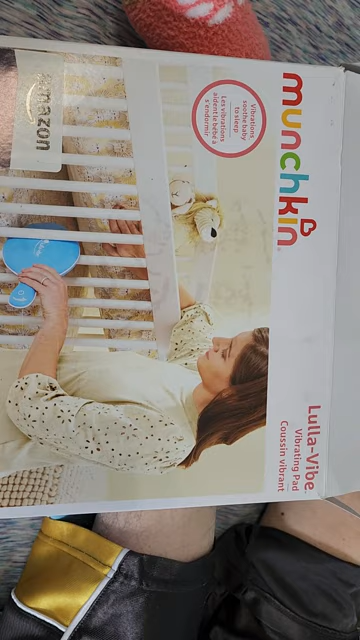 munchkin
Lulla-Vibe
Vibrating Pad
Coussin vibrant
Vibrations
soothe baby
to sleep
Les vibrations
aident le bébé à
s'endormir
amazon